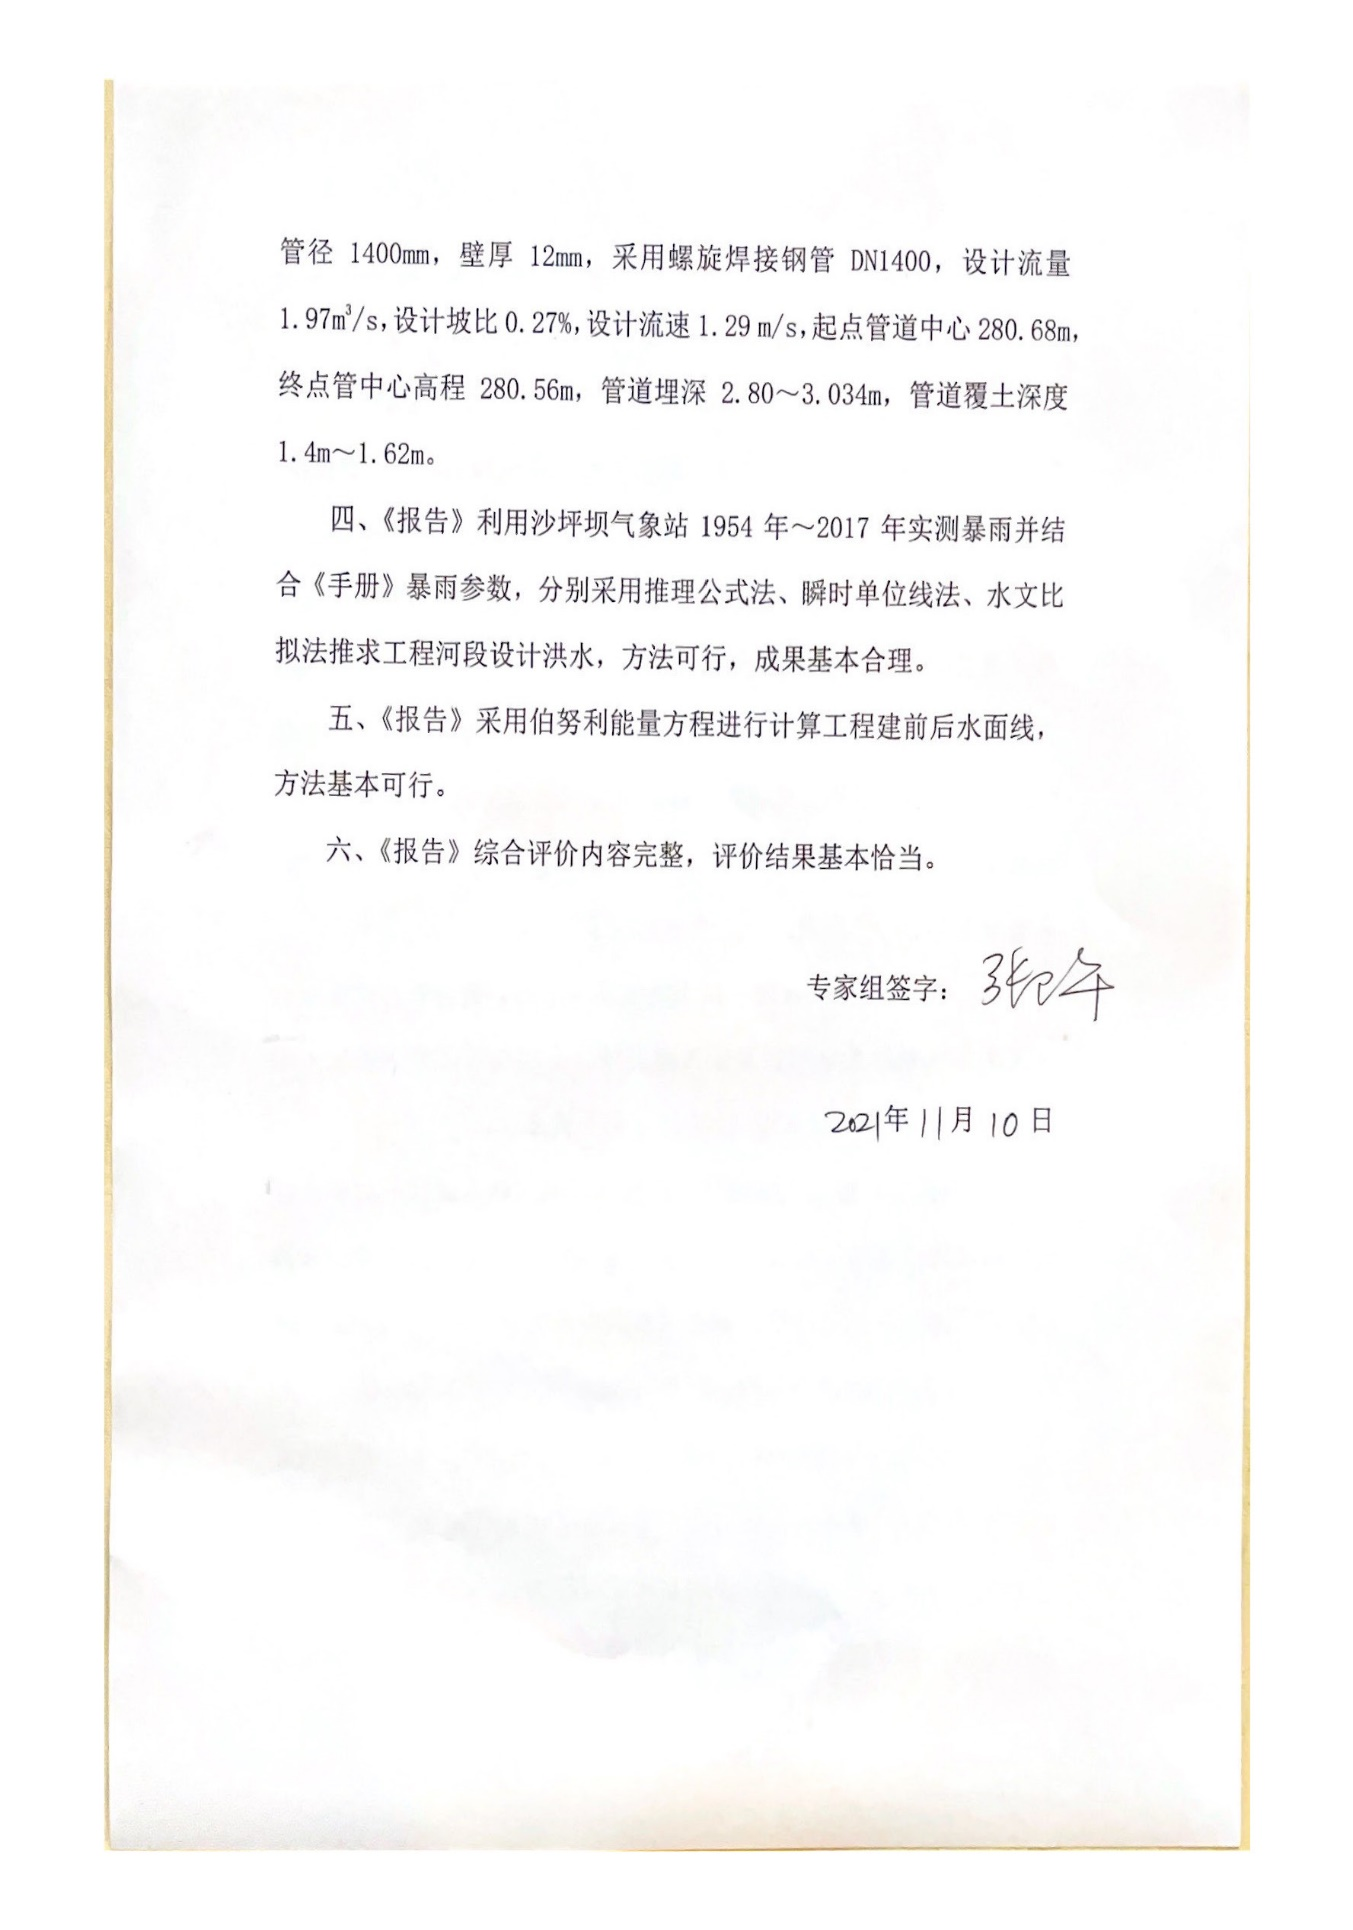 管径 1400mm，壁厚 12mm，采用螺旋焊接钢管 DN1400，设计流量
1.97m³/s，设计坡比 0.27%，设计流速 1.29 m/s，起点管道中心 280.68m，
终点管中心高程 280.56m，管道埋深 2.80～3.034m，管道覆土深度
1.4m～1.62m。
四、《报告》利用沙坪坝气象站 1954 年～2017 年实测暴雨并结
合《手册》暴雨参数，分别采用推理公式法、瞬时单位线法、水文比
拟法推求工程河段设计洪水，方法可行，成果基本合理。
五、《报告》采用伯努利能量方程进行计算工程建前后水面线，
方法基本可行。
六、《报告》综合评价内容完整，评价结果基本恰当。
专家组签字：张
2021年 11月 10日